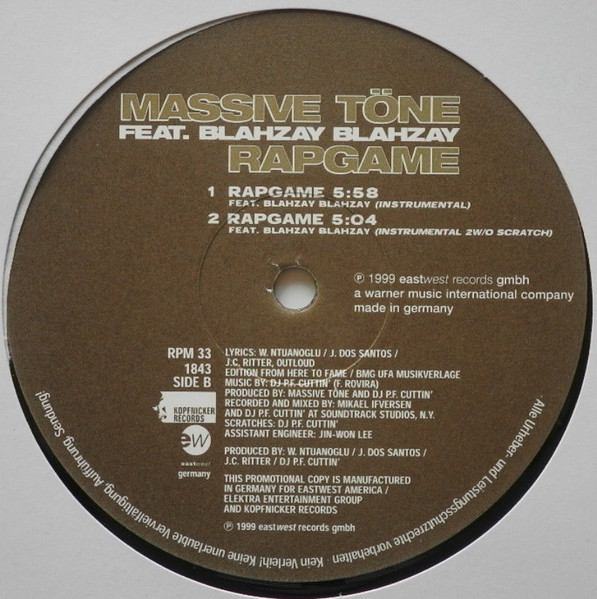 MASSIVE TÖNE
FEAT. BLAHZAY BLAHZAY
RAPGAME
1 RAPGAME 5:58
FEAT. BLAHZAY BLAHZAY (INSTRUMENTAL)
2 RAPGAME 5:04
FEAT. BLAHZAY BLAHZAY (INSTRUMENTAL 2W/O SCRATCH)
℗ 1999 eastwest records gmbh
a warner music international company
made in germany
RPM 33
1843
SIDE B
KOPFNICKER
RECORDS
ew
eastwest
germany
LYRICS: W. NTUANOGLU / J. DOS SANTOS /
J.C. RITTER, OUTLOUD
EDITION FROM HERE TO FAME / BMG UFA MUSIKVERLAGE
MUSIC BY: DJ P.F. CUTTIN' (F. ROVIRA)
PRODUCED BY: MASSIVE TÖNE AND DJ P.F. CUTTIN'
RECORDED AND MIXED BY: MIKAEL IFVERSEN
AND DJ P.F. CUTTIN' AT SOUNDTRACK STUDIOS, N.Y.
SCRATCHES: DJ P.F. CUTTIN'
ASSISTANT ENGINEER: JIN-WON LEE
PRODUCED BY: W. NTUANOGLU / J. DOS SANTOS /
J.C. RITTER / DJ P.F. CUTTIN'
THIS PROMOTIONAL COPY IS MANUFACTURED
IN GERMANY FOR EASTWEST AMERICA /
ELEKTRA ENTERTAINMENT GROUP
AND KOPFNICKER RECORDS
℗ 1999 eastwest records gmbh
Alle Urheber- und Leistungsschutzrechte vorbehalten · Kein Verleih! Keine unerlaubte Vervielfältigung, Aufführung, Sendung!